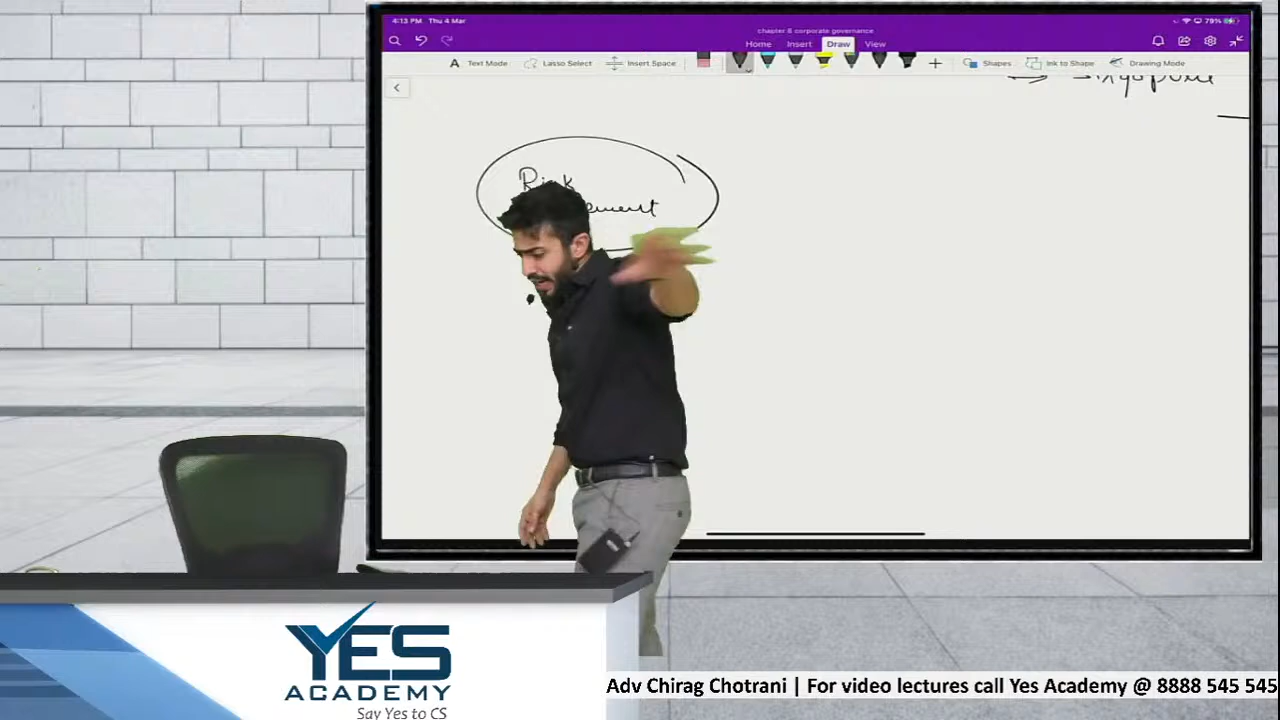 4:13 PM Thu 4 Mar
79%
chapter 8 corporate governance
Home Insert Draw View
Text Mode Lasso Select Insert Space Shapes Ink to Shape Drawing Mode
Risk
YES
ACADEMY
Say Yes to CS
Adv Chirag Chotrani | For video lectures call Yes Academy @ 8888 545 545